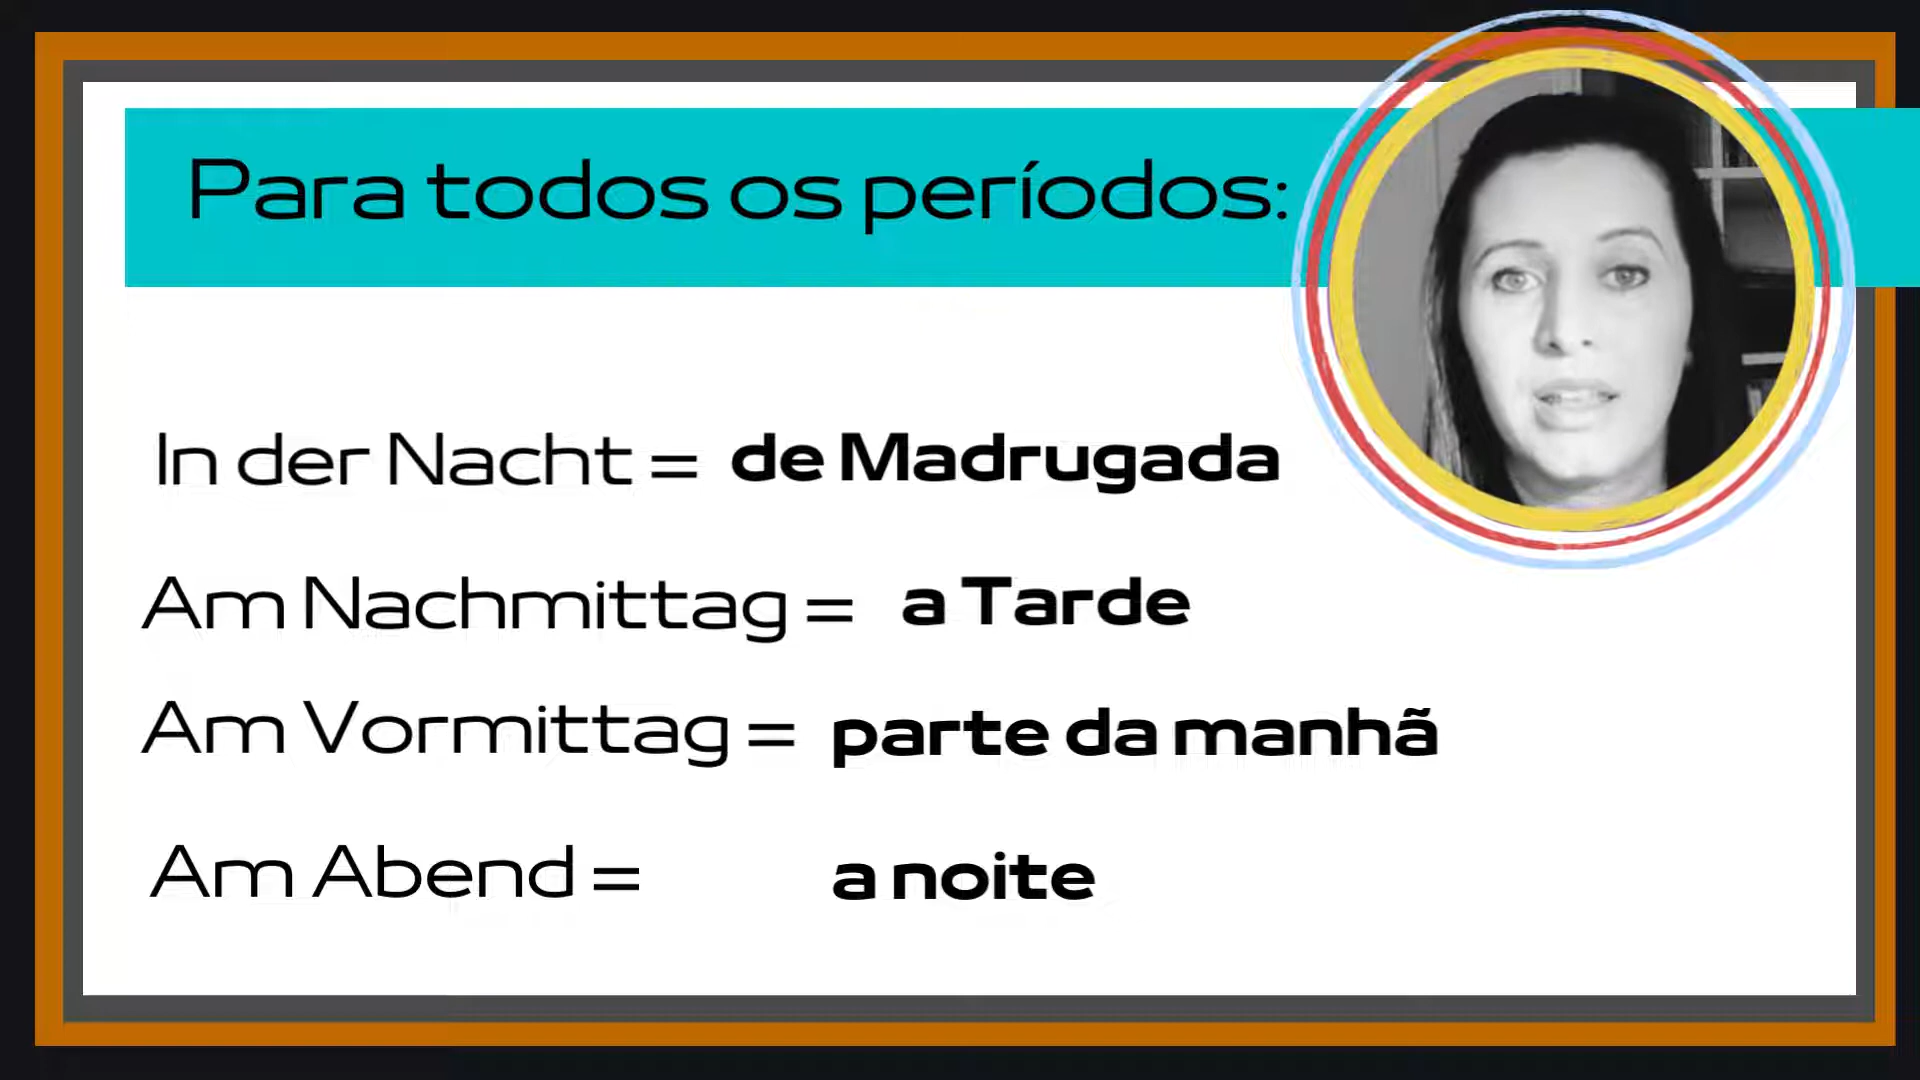 Para todos os períodos:
In der Nacht = de Madrugada
Am Nachmittag = a Tarde
Am Vormittag = parte da manhã
Am Abend = a noite